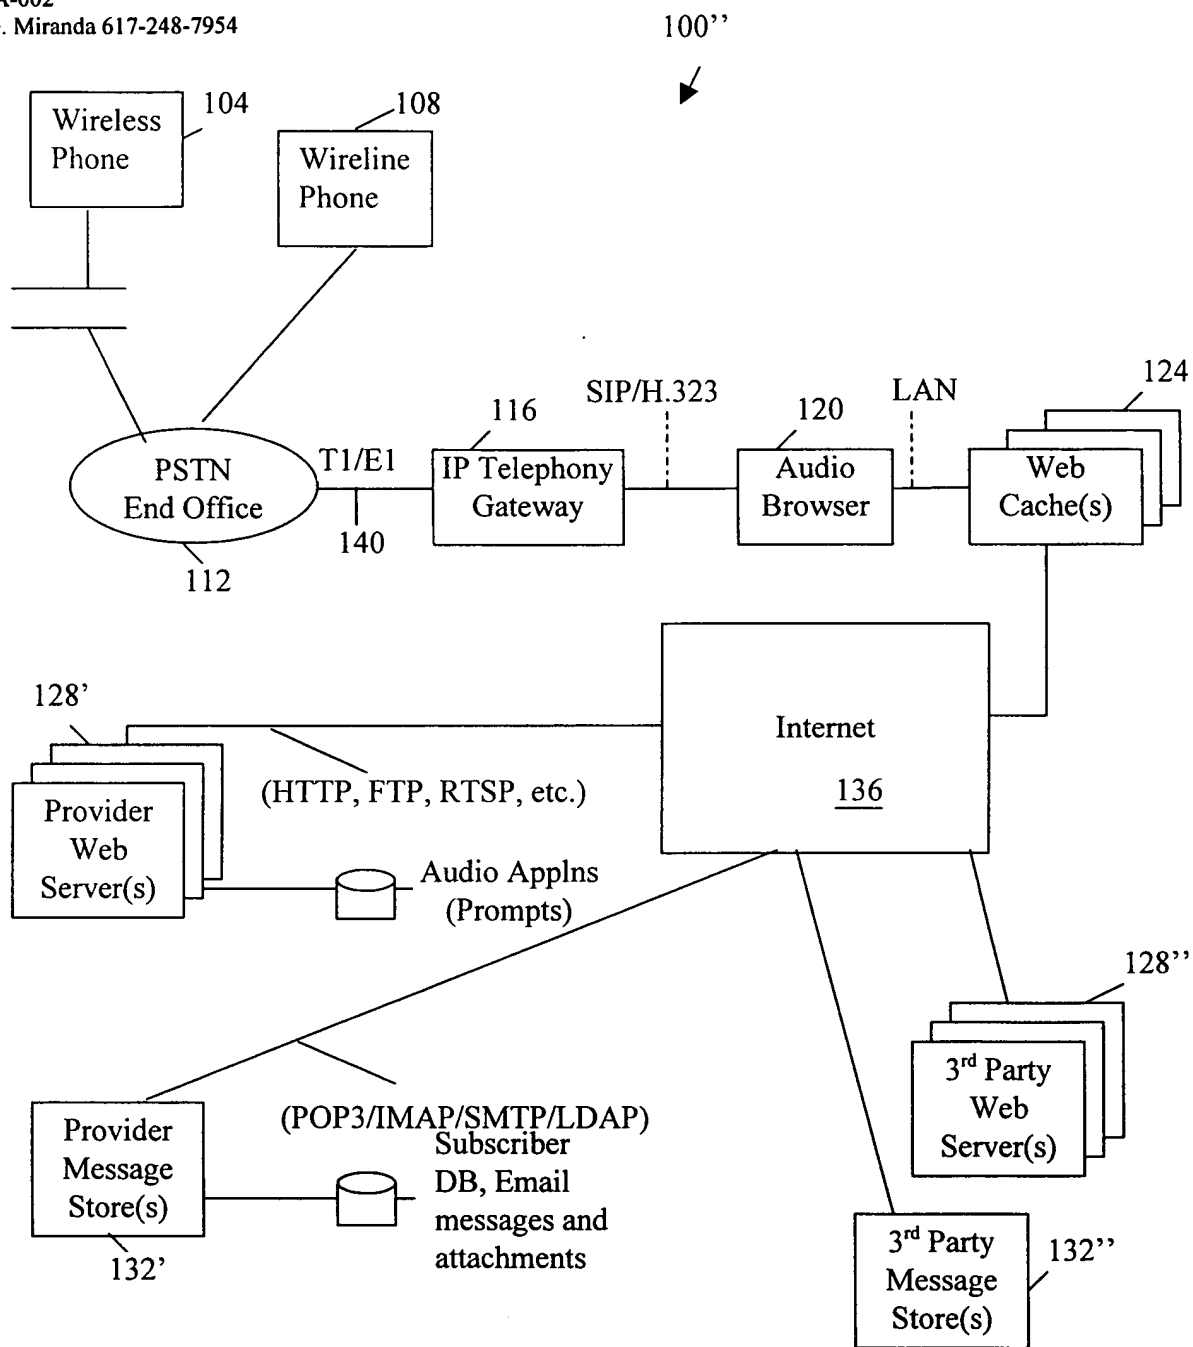 A-002
. Miranda 617-248-7954
100’’
104
108
Wireless
Phone
Wireline
Phone
124
SIP/H.323
LAN
116
120
PSTN
End Office
T1/E1
IP Telephony
Gateway
Audio
Browser
Web
Cache(s)
140
112
128’
Internet
136
(HTTP, FTP, RTSP, etc.)
Provider
Web
Server(s)
Audio Applns
(Prompts)
128’’
3rd Party
Web
Server(s)
(POP3/IMAP/SMTP/LDAP)
Provider
Message
Store(s)
Subscriber
DB, Email
messages and
attachments
132’
3rd Party
Message
Store(s)
132’’